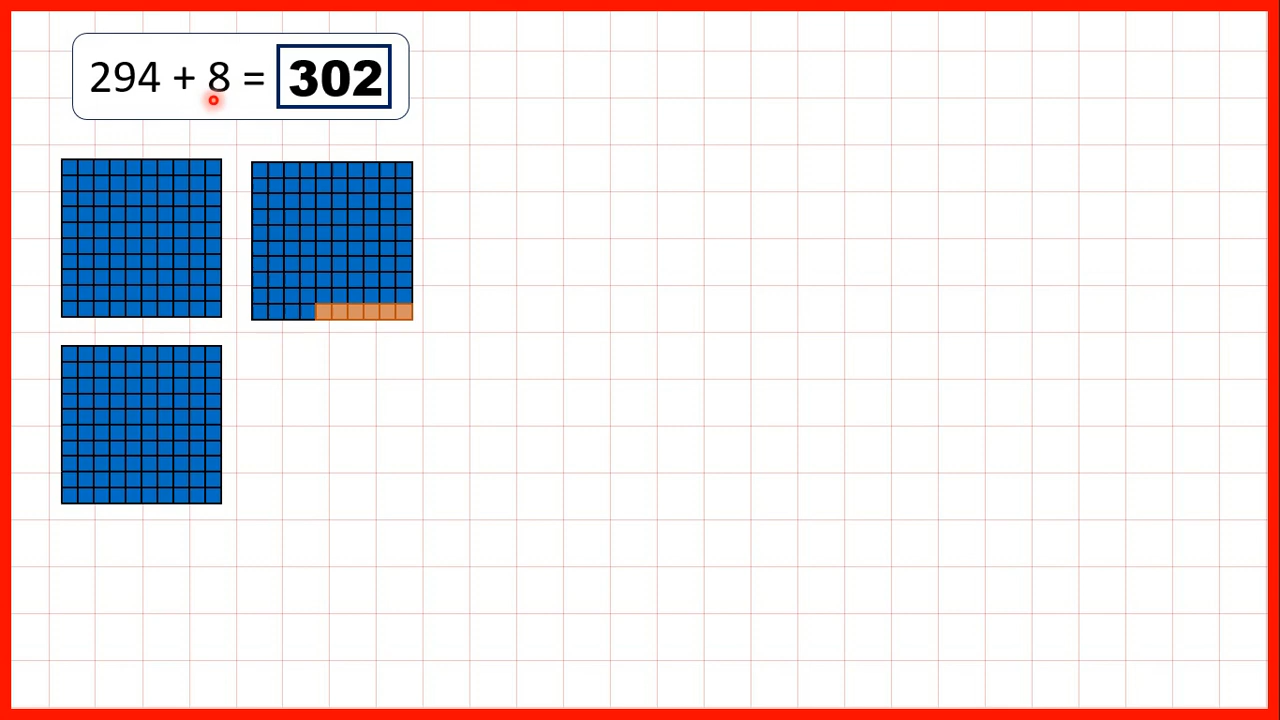 294 + 8 = 302